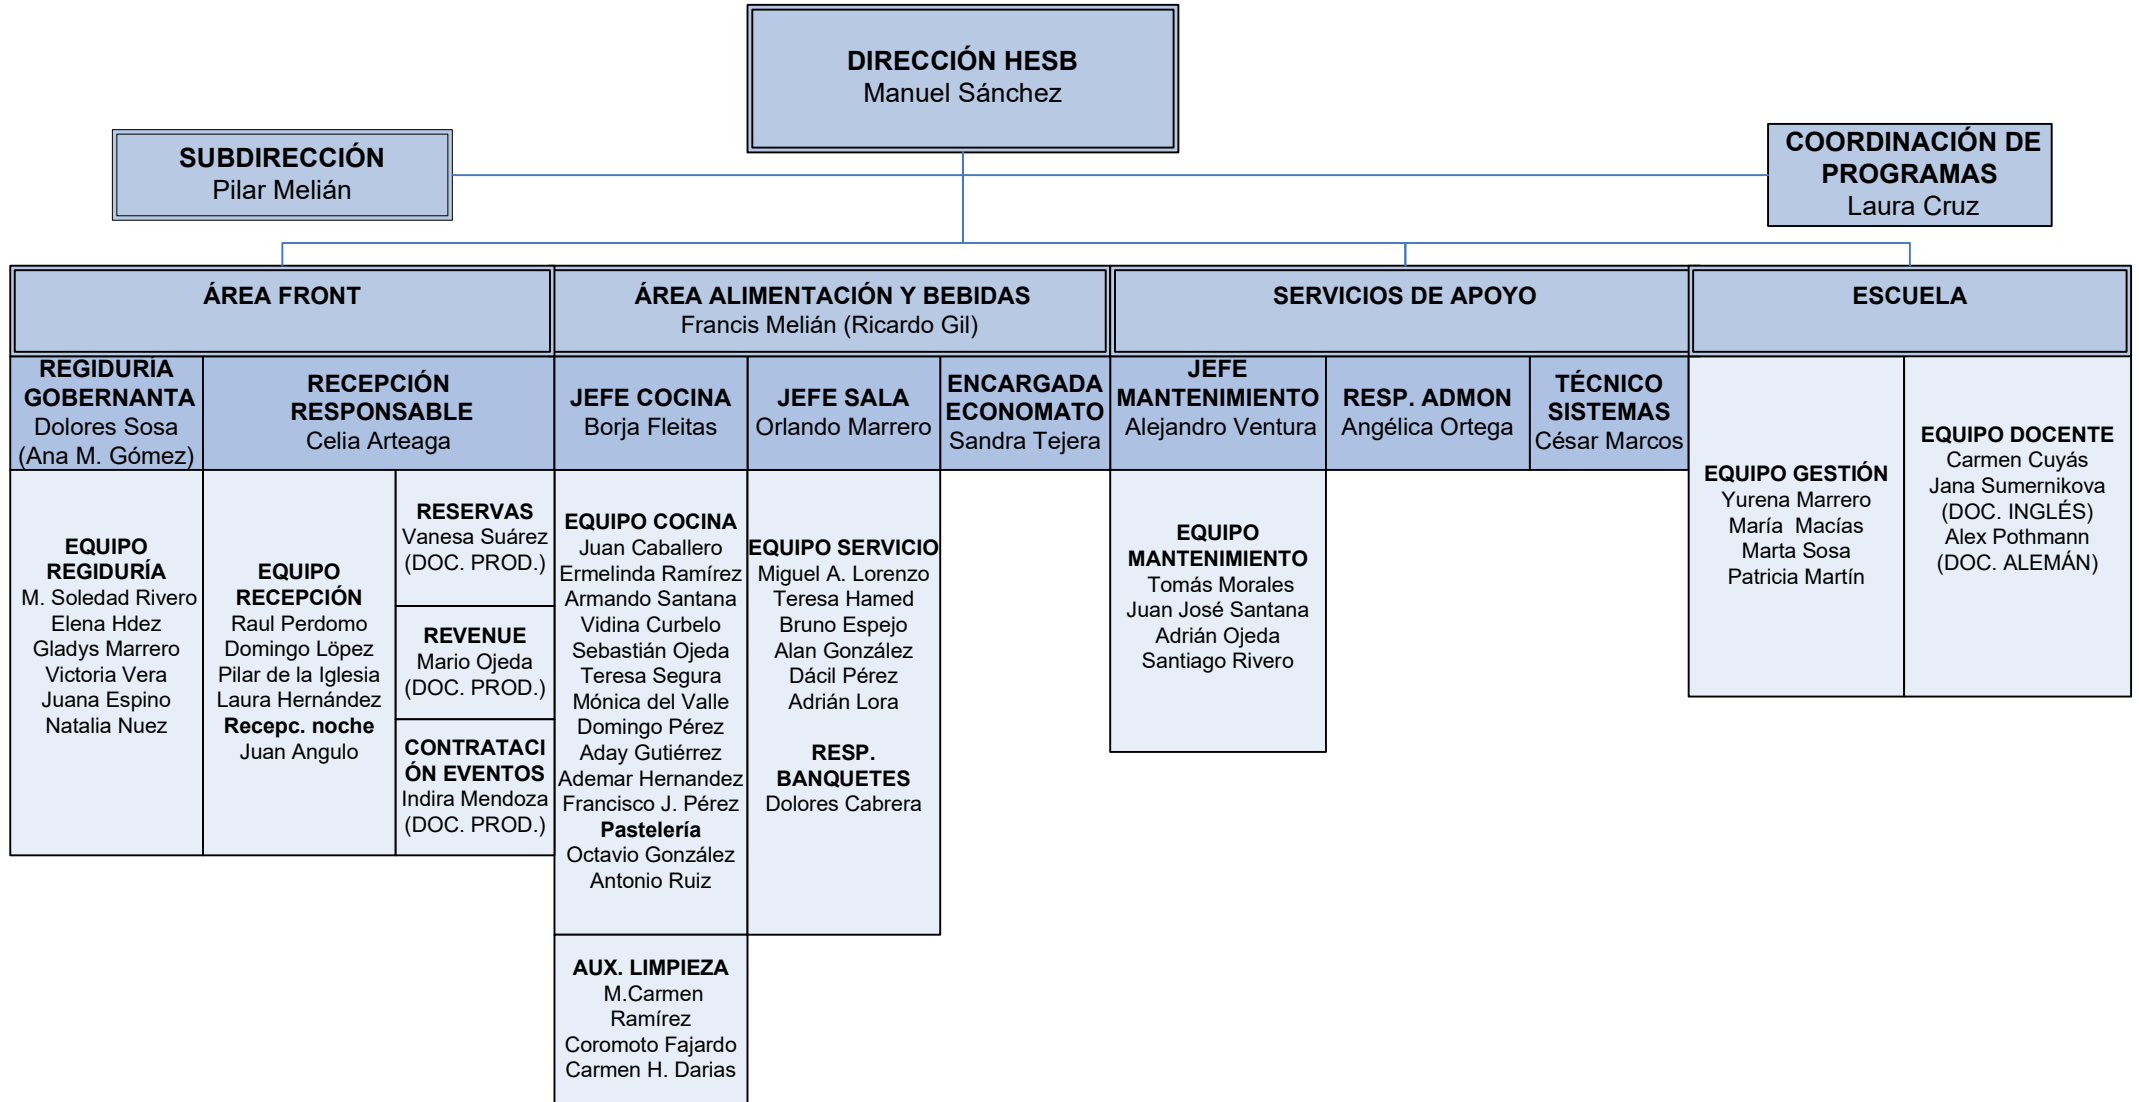 DIRECCIÓN HESB
Manuel Sánchez
SUBDIRECCIÓN
Pilar Melián
COORDINACIÓN DE
PROGRAMAS
Laura Cruz
ÁREA FRONT
ÁREA ALIMENTACIÓN Y BEBIDAS
Francis Melián (Ricardo Gil)
SERVICIOS DE APOYO
ESCUELA
REGIDURÍA
GOBERNANTA
Dolores Sosa
(Ana M. Gómez)
RECEPCIÓN
RESPONSABLE
Celia Arteaga
JEFE COCINA
Borja Fleitas
JEFE SALA
Orlando Marrero
ENCARGADA
ECONOMATO
Sandra Tejera
JEFE
MANTENIMIENTO
Alejandro Ventura
RESP. ADMON
Angélica Ortega
TÉCNICO
SISTEMAS
César Marcos
EQUIPO
REGIDURÍA
M. Soledad Rivero
Elena Hdez
Gladys Marrero
Victoria Vera
Juana Espino
Natalia Nuez
EQUIPO
RECEPCIÓN
Raul Perdomo
Domingo Löpez
Pilar de la Iglesia
Laura Hernández
Recepc. noche
Juan Angulo
RESERVAS
Vanesa Suárez
(DOC. PROD.)
REVENUE
Mario Ojeda
(DOC. PROD.)
CONTRATACI
ÓN EVENTOS
Indira Mendoza
(DOC. PROD.)
EQUIPO COCINA
Juan Caballero
Ermelinda Ramírez
Armando Santana
Vidina Curbelo
Sebastián Ojeda
Teresa Segura
Mónica del Valle
Domingo Pérez
Aday Gutiérrez
Ademar Hernandez
Francisco J. Pérez
Pastelería
Octavio González
Antonio Ruiz
AUX. LIMPIEZA
M.Carmen
Ramírez
Coromoto Fajardo
Carmen H. Darias
EQUIPO SERVICIO
Miguel A. Lorenzo
Teresa Hamed
Bruno Espejo
Alan González
Dácil Pérez
Adrián Lora
RESP.
BANQUETES
Dolores Cabrera
EQUIPO
MANTENIMIENTO
Tomás Morales
Juan José Santana
Adrián Ojeda
Santiago Rivero
EQUIPO GESTIÓN
Yurena Marrero
María  Macías
Marta Sosa
Patricia Martín
EQUIPO DOCENTE
Carmen Cuyás
Jana Sumernikova
(DOC. INGLÉS)
Alex Pothmann
(DOC. ALEMÁN)